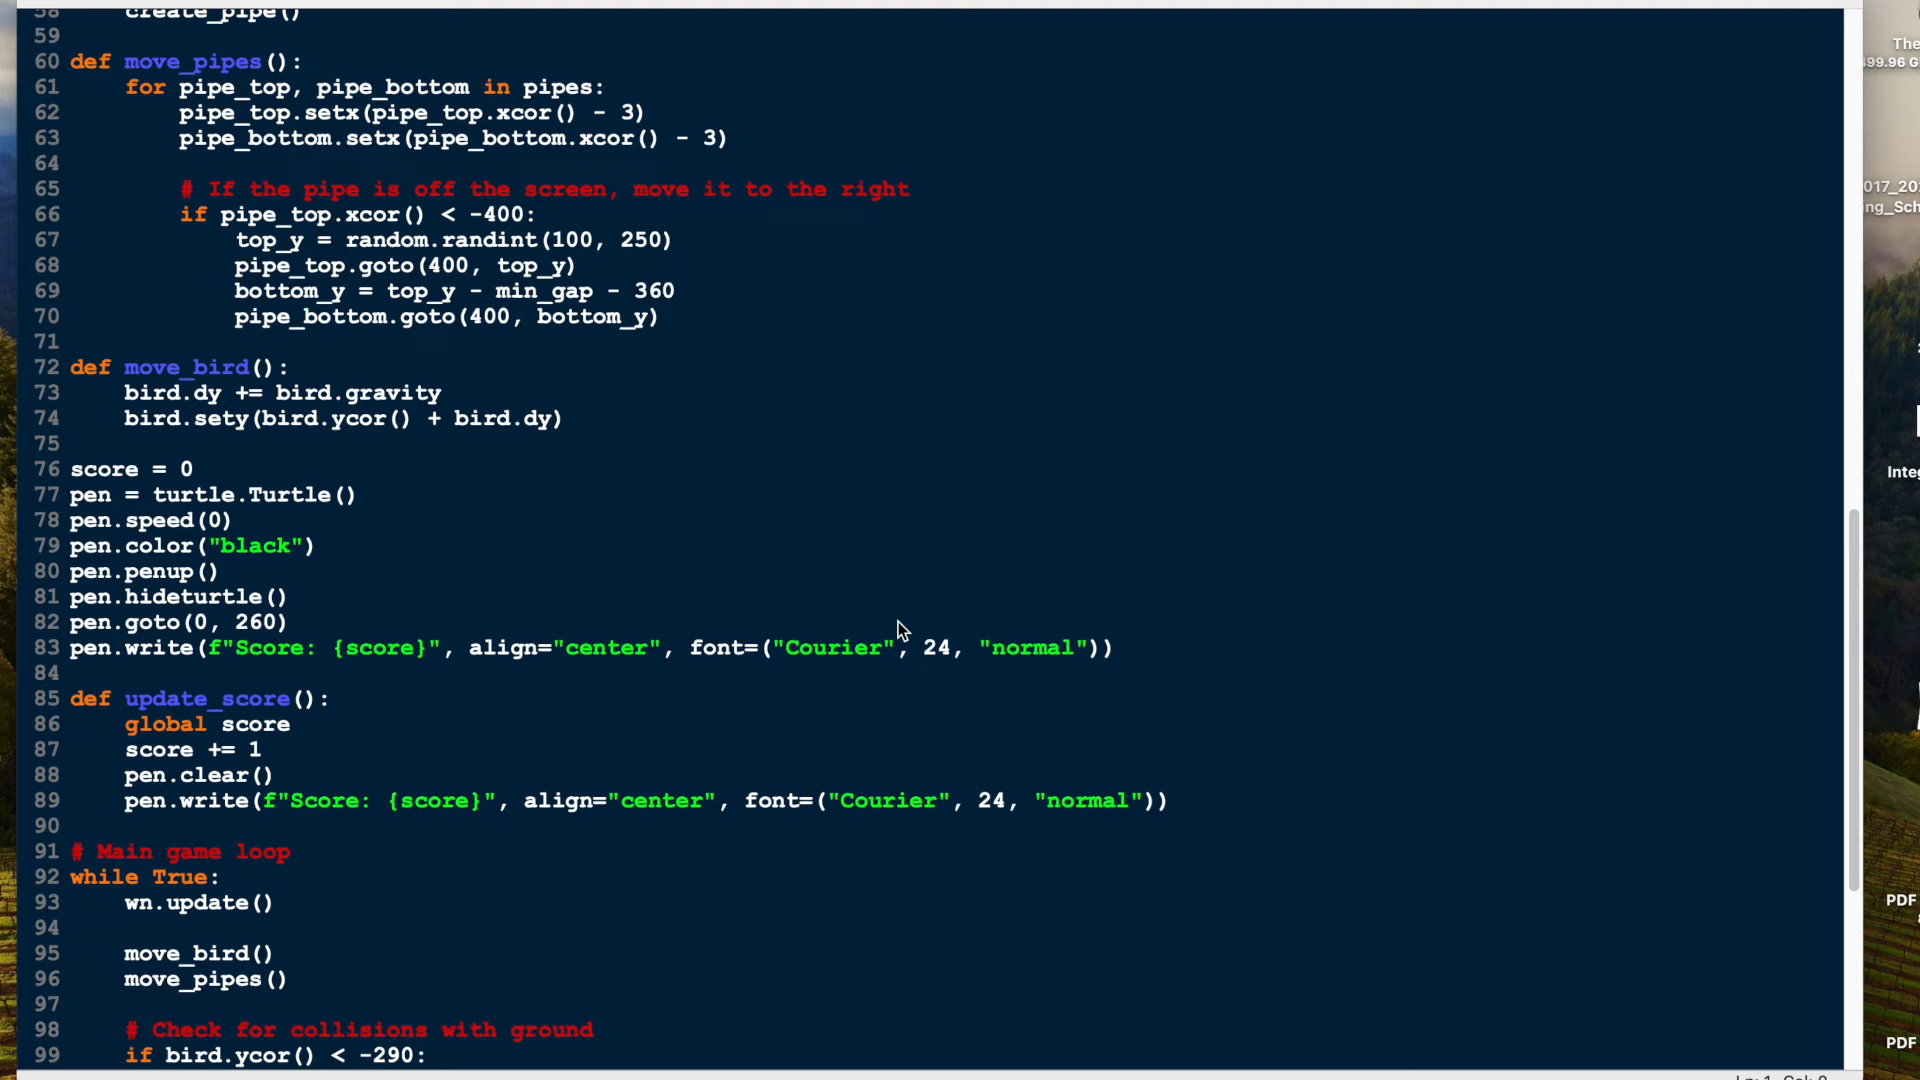 58     create_pipe()
59
60 def move_pipes():
61     for pipe_top, pipe_bottom in pipes:
62         pipe_top.setx(pipe_top.xcor() - 3)
63         pipe_bottom.setx(pipe_bottom.xcor() - 3)
64
65         # If the pipe is off the screen, move it to the right
66         if pipe_top.xcor() < -400:
67             top_y = random.randint(100, 250)
68             pipe_top.goto(400, top_y)
69             bottom_y = top_y - min_gap - 360
70             pipe_bottom.goto(400, bottom_y)
71
72 def move_bird():
73     bird.dy += bird.gravity
74     bird.sety(bird.ycor() + bird.dy)
75
76 score = 0
77 pen = turtle.Turtle()
78 pen.speed(0)
79 pen.color("black")
80 pen.penup()
81 pen.hideturtle()
82 pen.goto(0, 260)
83 pen.write(f"Score: {score}", align="center", font=("Courier", 24, "normal"))
84
85 def update_score():
86     global score
87     score += 1
88     pen.clear()
89     pen.write(f"Score: {score}", align="center", font=("Courier", 24, "normal"))
90
91 # Main game loop
92 while True:
93     wn.update()
94
95     move_bird()
96     move_pipes()
97
98     # Check for collisions with ground
99     if bird.ycor() < -290:
The
499.96 G
017_20
ing_Sch
Inte
PDF
PDF